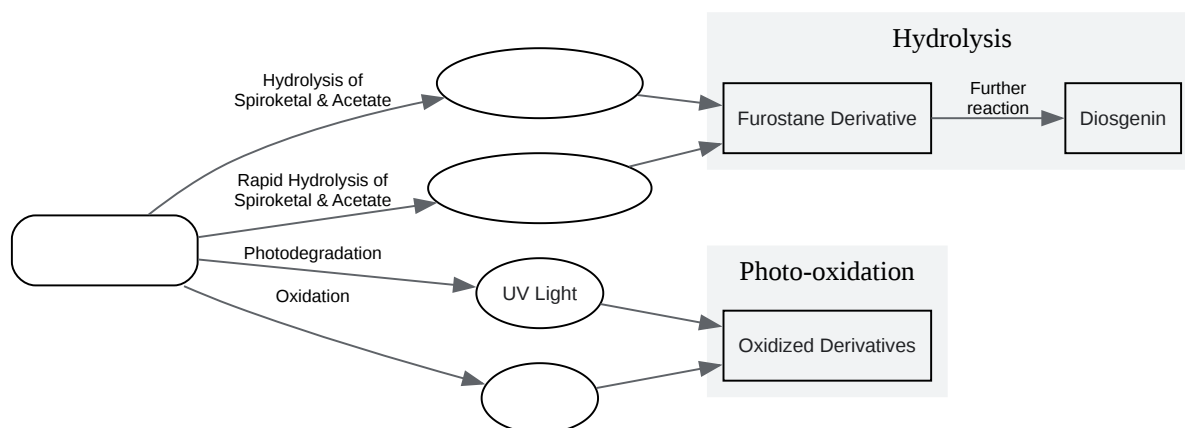 Hydrolysis
Hydrolysis of
Spiroketal & Acetate
Furostane Derivative
Further
reaction
Diosgenin
Rapid Hydrolysis of
Spiroketal & Acetate
Photodegradation
UV Light
Oxidation
Photo-oxidation
Oxidized Derivatives